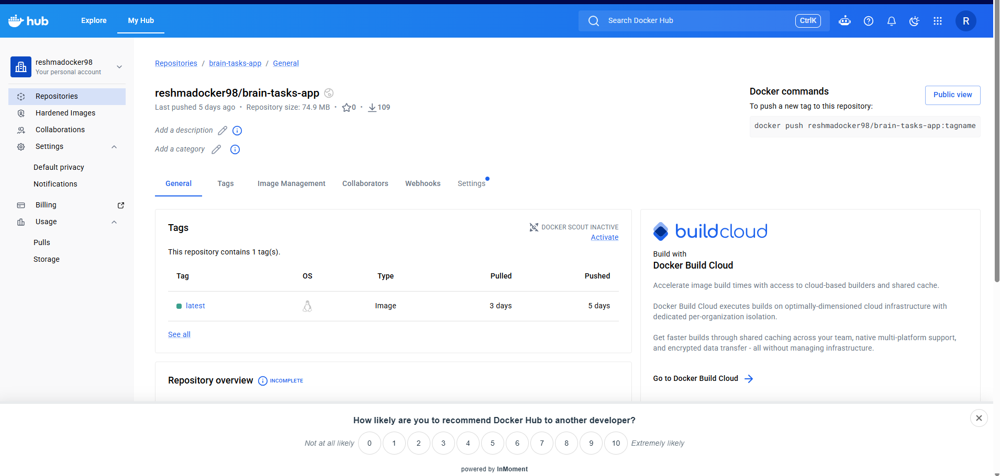 hub
Explore
My Hub
Search Docker Hub
CtrlK
R
reshmadocker98
Your personal account
Repositories
Hardened Images
Collaborations
Settings
Default privacy
Notifications
Billing
Usage
Pulls
Storage
Repositories / brain-tasks-app / General
reshmadocker98/brain-tasks-app
Last pushed 5 days ago • Repository size: 74.9 MB • 0 • 109
Add a description
Add a category
Docker commands
Public view
To push a new tag to this repository:
docker push reshmadocker98/brain-tasks-app:tagname
General Tags Image Management Collaborators Webhooks Settings
Tags
DOCKER SCOUT INACTIVE
Activate
This repository contains 1 tag(s).
Tag OS Type Pulled Pushed
latest Image 3 days 5 days
See all
Repository overview INCOMPLETE
buildcloud
Build with
Docker Build Cloud
Accelerate image build times with access to cloud-based builders and shared cache.
Docker Build Cloud executes builds on optimally-dimensioned cloud infrastructure with
dedicated per-organization isolation.
Get faster builds through shared caching across your team, native multi-platform support,
and encrypted data transfer - all without managing infrastructure.
Go to Docker Build Cloud
How likely are you to recommend Docker Hub to another developer?
Not at all likely 0 1 2 3 4 5 6 7 8 9 10 Extremely likely
powered by InMoment